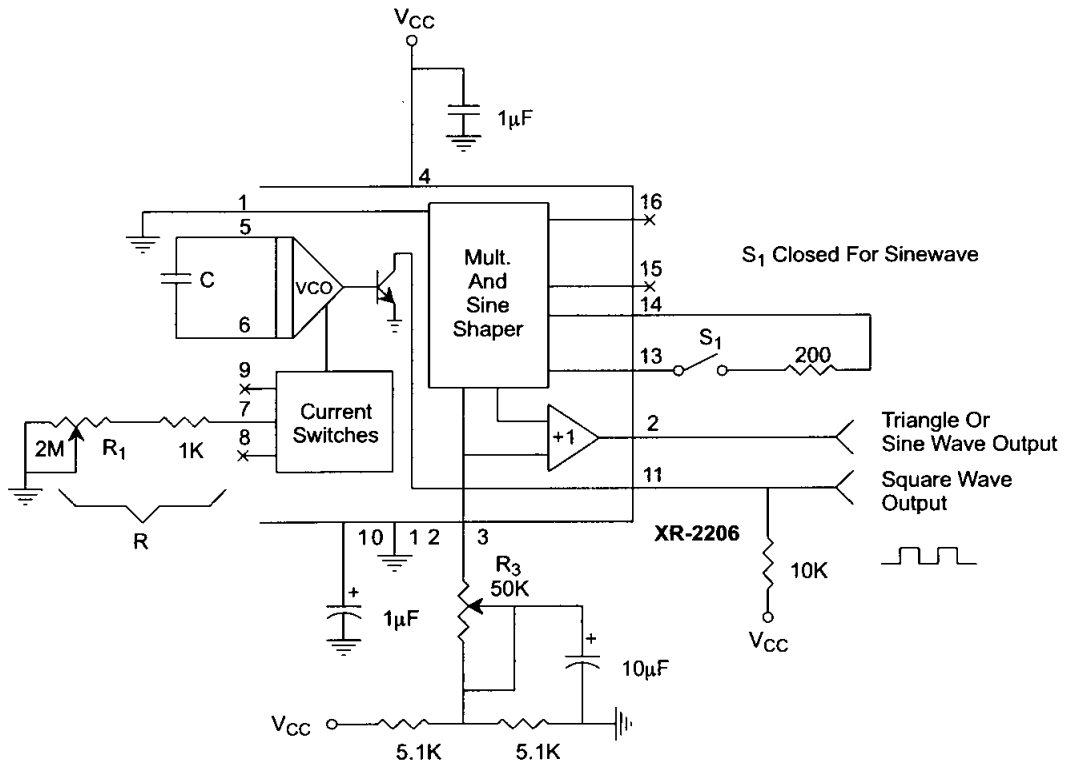 VCC
1µF
4
1
5
C
VCO
6
9
7
8
2M
R1
1K
R
Current
Switches
Mult.
And
Sine
Shaper
+1
16
15
14
S1 Closed For Sinewave
13
S1
200
2
Triangle Or
Sine Wave Output
11
Square Wave
Output
XR-2206
10K
VCC
10
12
3
1µF
R3
50K
10µF
VCC
5.1K
5.1K